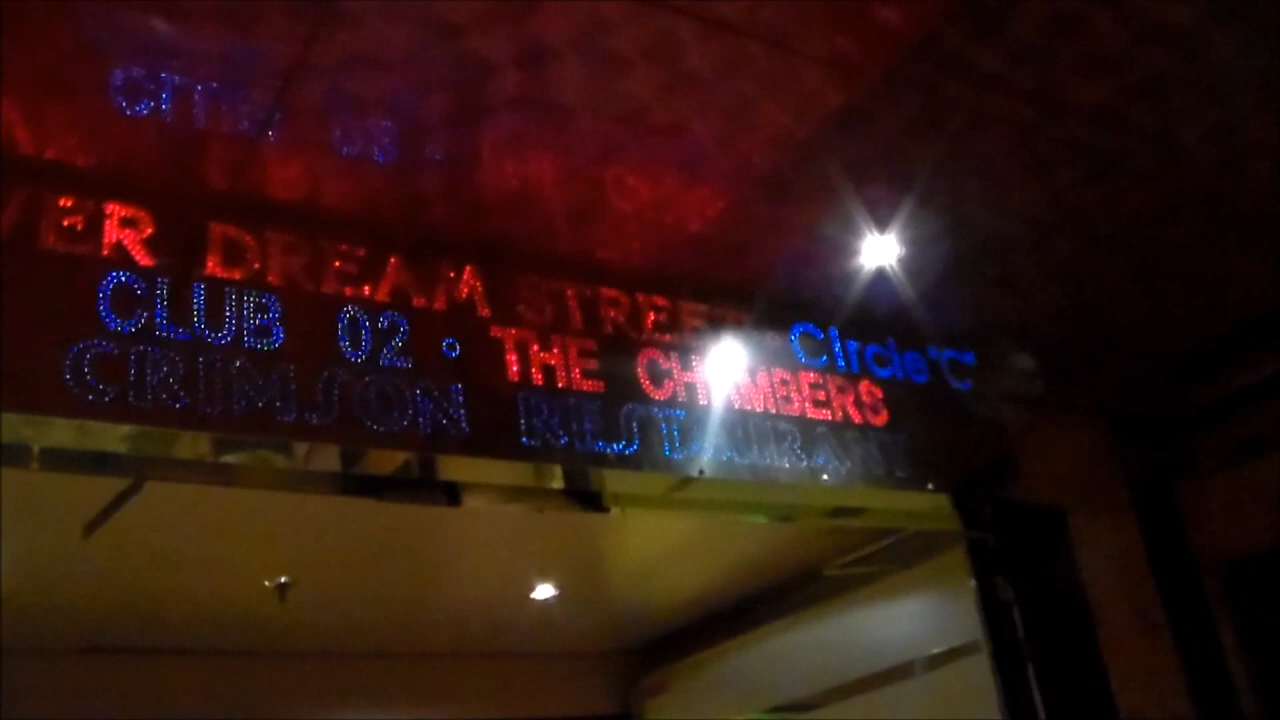 DREAM STREET Circle "C"
CLUB 02 . THE CHAMBERS
CRIMSON RESTAURANT